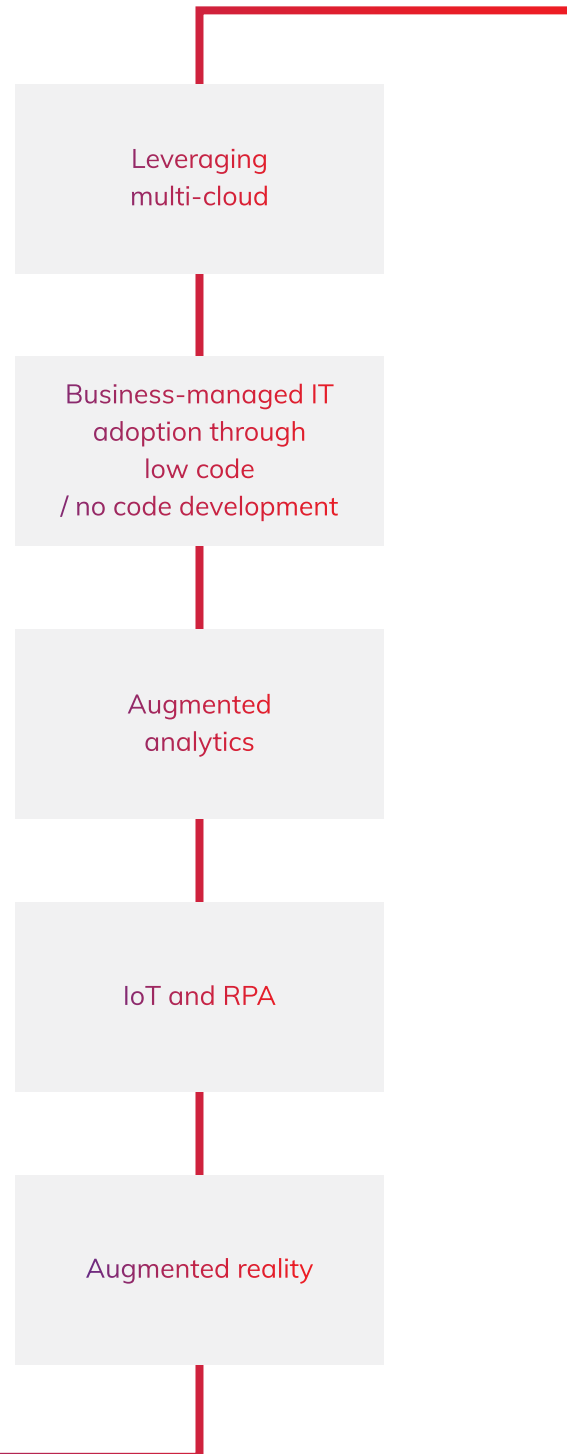 Leveraging
multi-cloud
Business-managed IT
adoption through
low code
/ no code development
Augmented
analytics
IoT and RPA
Augmented reality